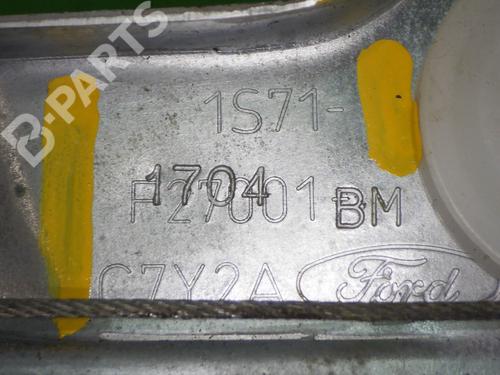 B-PARTS
1S71-
1704
F27001 BM
C7Y2A Ford